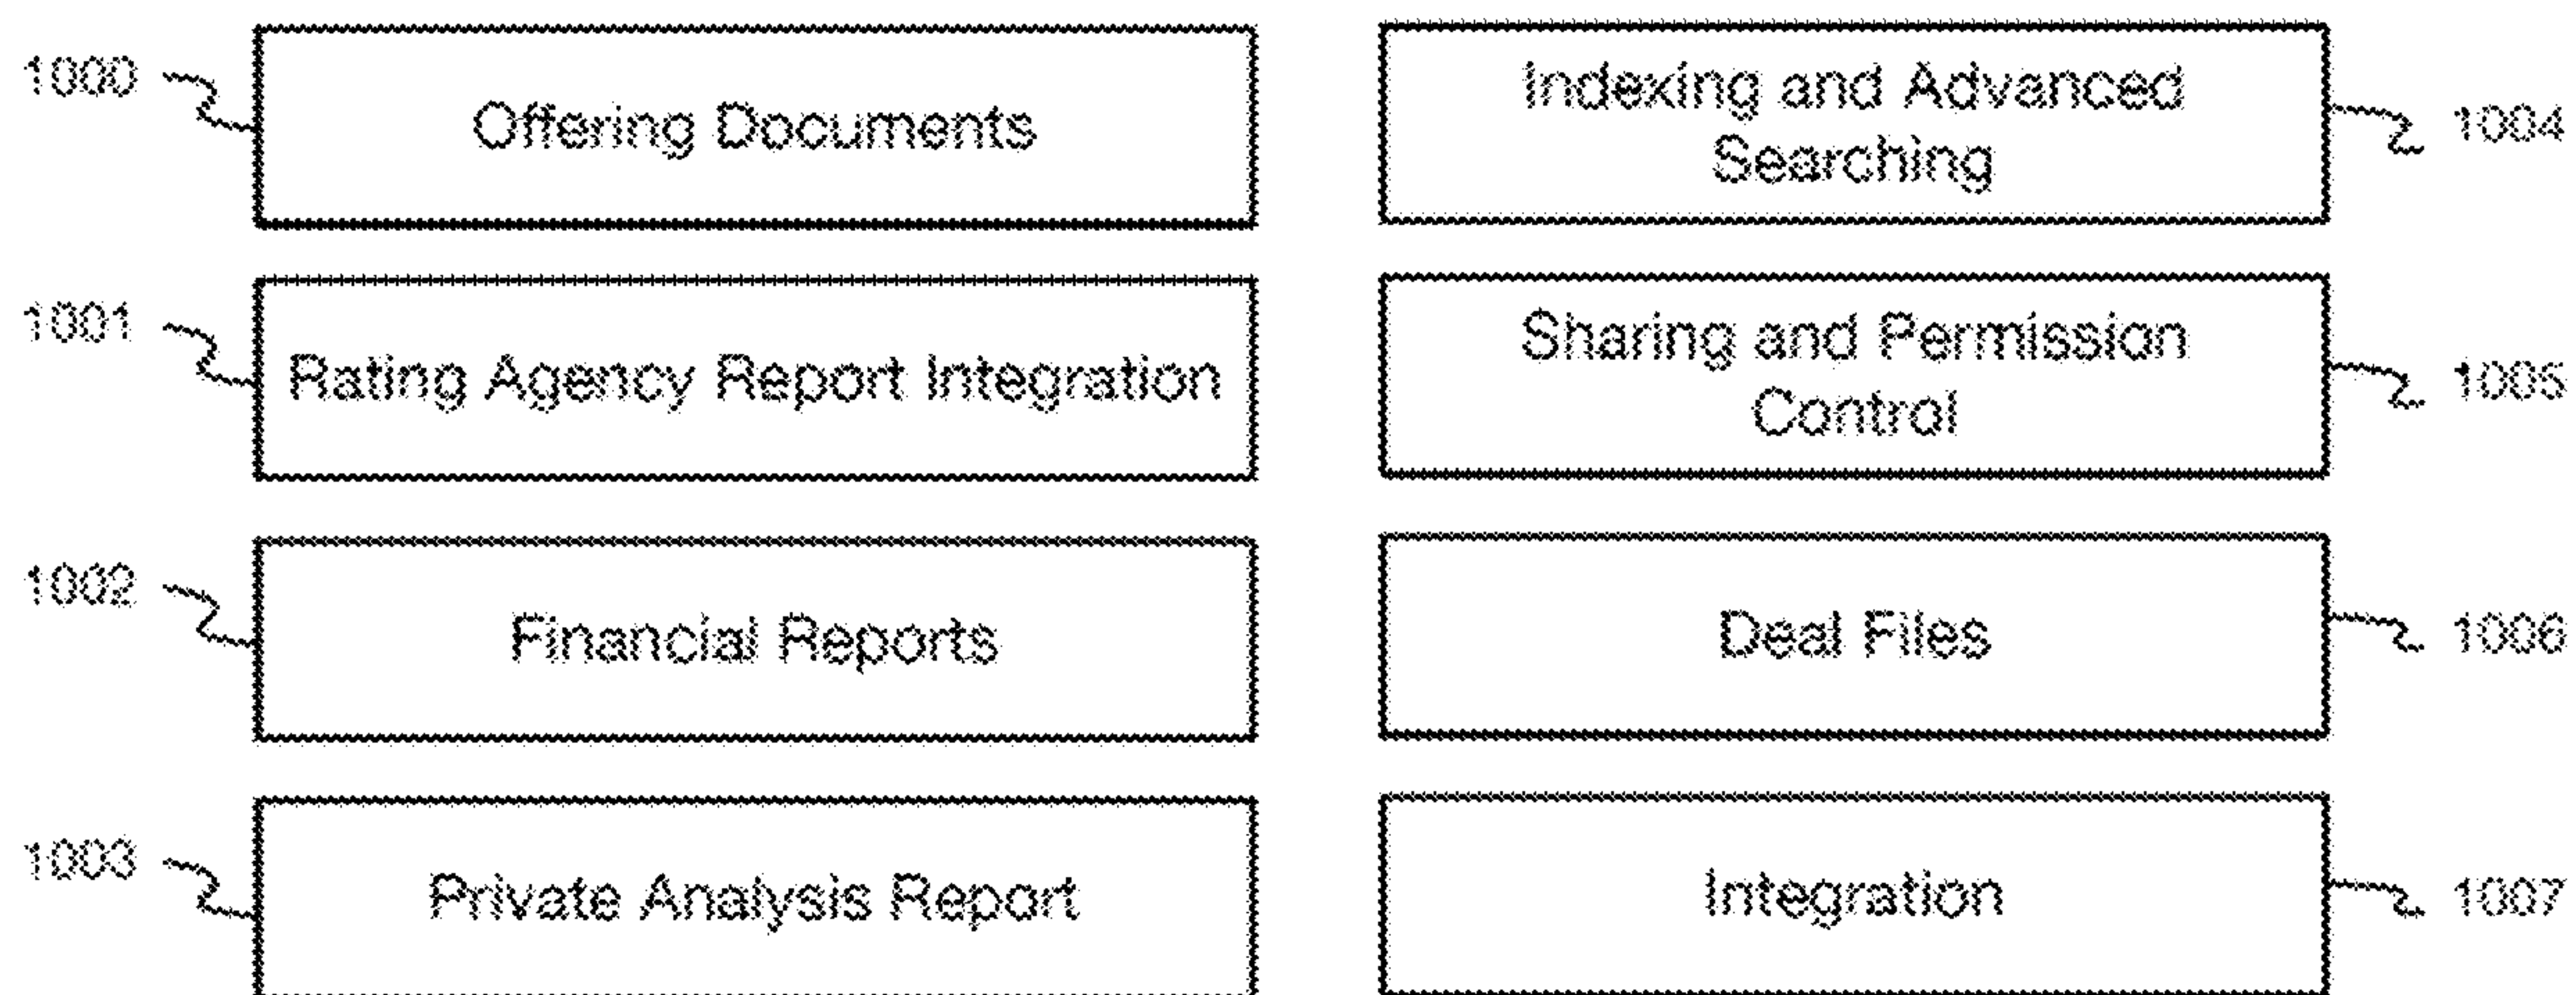 1000
Offering Documents
Indexing and Advanced
Searching
1004
1001
Rating Agency Report Integration
Sharing and Permission
Control
1005
1002
Financial Reports
Deal Files
1006
1003
Private Analysis Report
Integration
1007